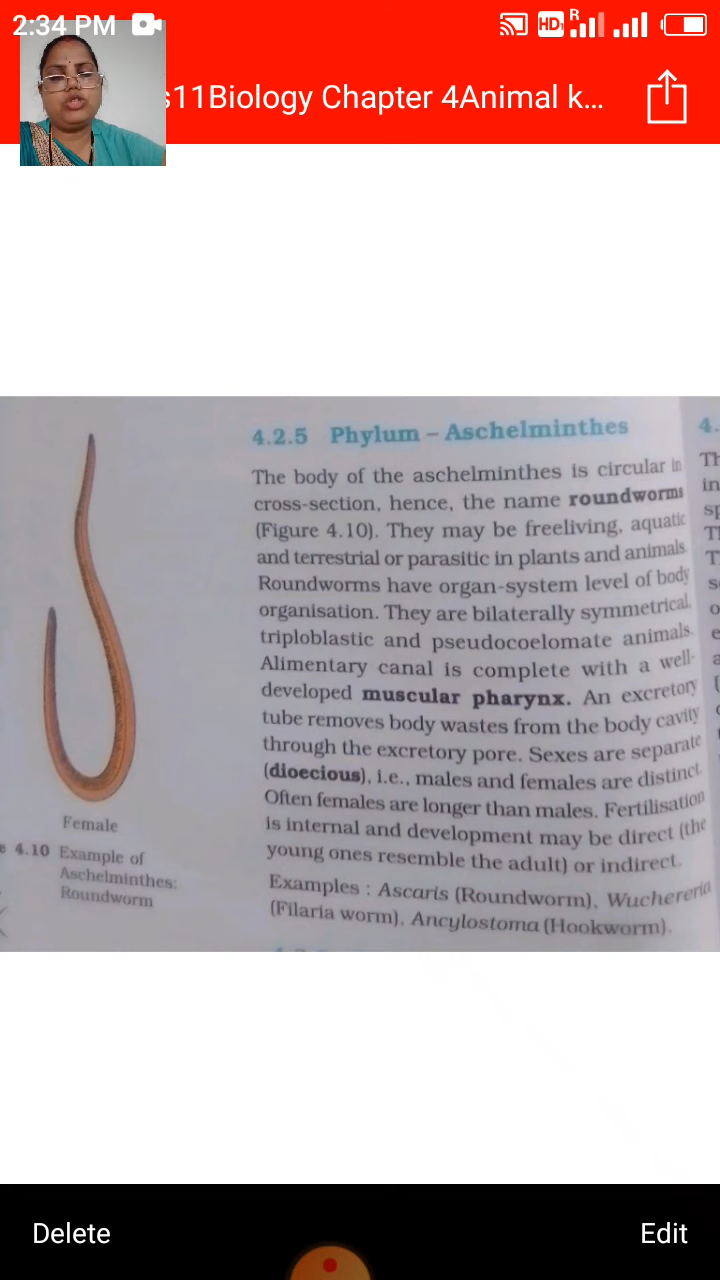 2:34 PM
HD
R
s11Biology Chapter 4Animal k...
4.2.5 Phylum – Aschelminthes
The body of the aschelminthes is circular in
cross-section, hence, the name roundworms
(Figure 4.10). They may be freeliving, aquatic
and terrestrial or parasitic in plants and animals.
Roundworms have organ-system level of body
organisation. They are bilaterally symmetrical,
triploblastic and pseudocoelomate animals.
Alimentary canal is complete with a well-
developed muscular pharynx. An excretory
tube removes body wastes from the body cavity
through the excretory pore. Sexes are separate
(dioecious), i.e., males and females are distinct.
Often females are longer than males. Fertilisation
is internal and development may be direct (the
young ones resemble the adult) or indirect.
Examples : Ascaris (Roundworm), Wuchereria
(Filaria worm), Ancylostoma (Hookworm).
Female
e 4.10 Example of
Aschelminthes:
Roundworm
4.
Th
in
sp
Delete
Edit